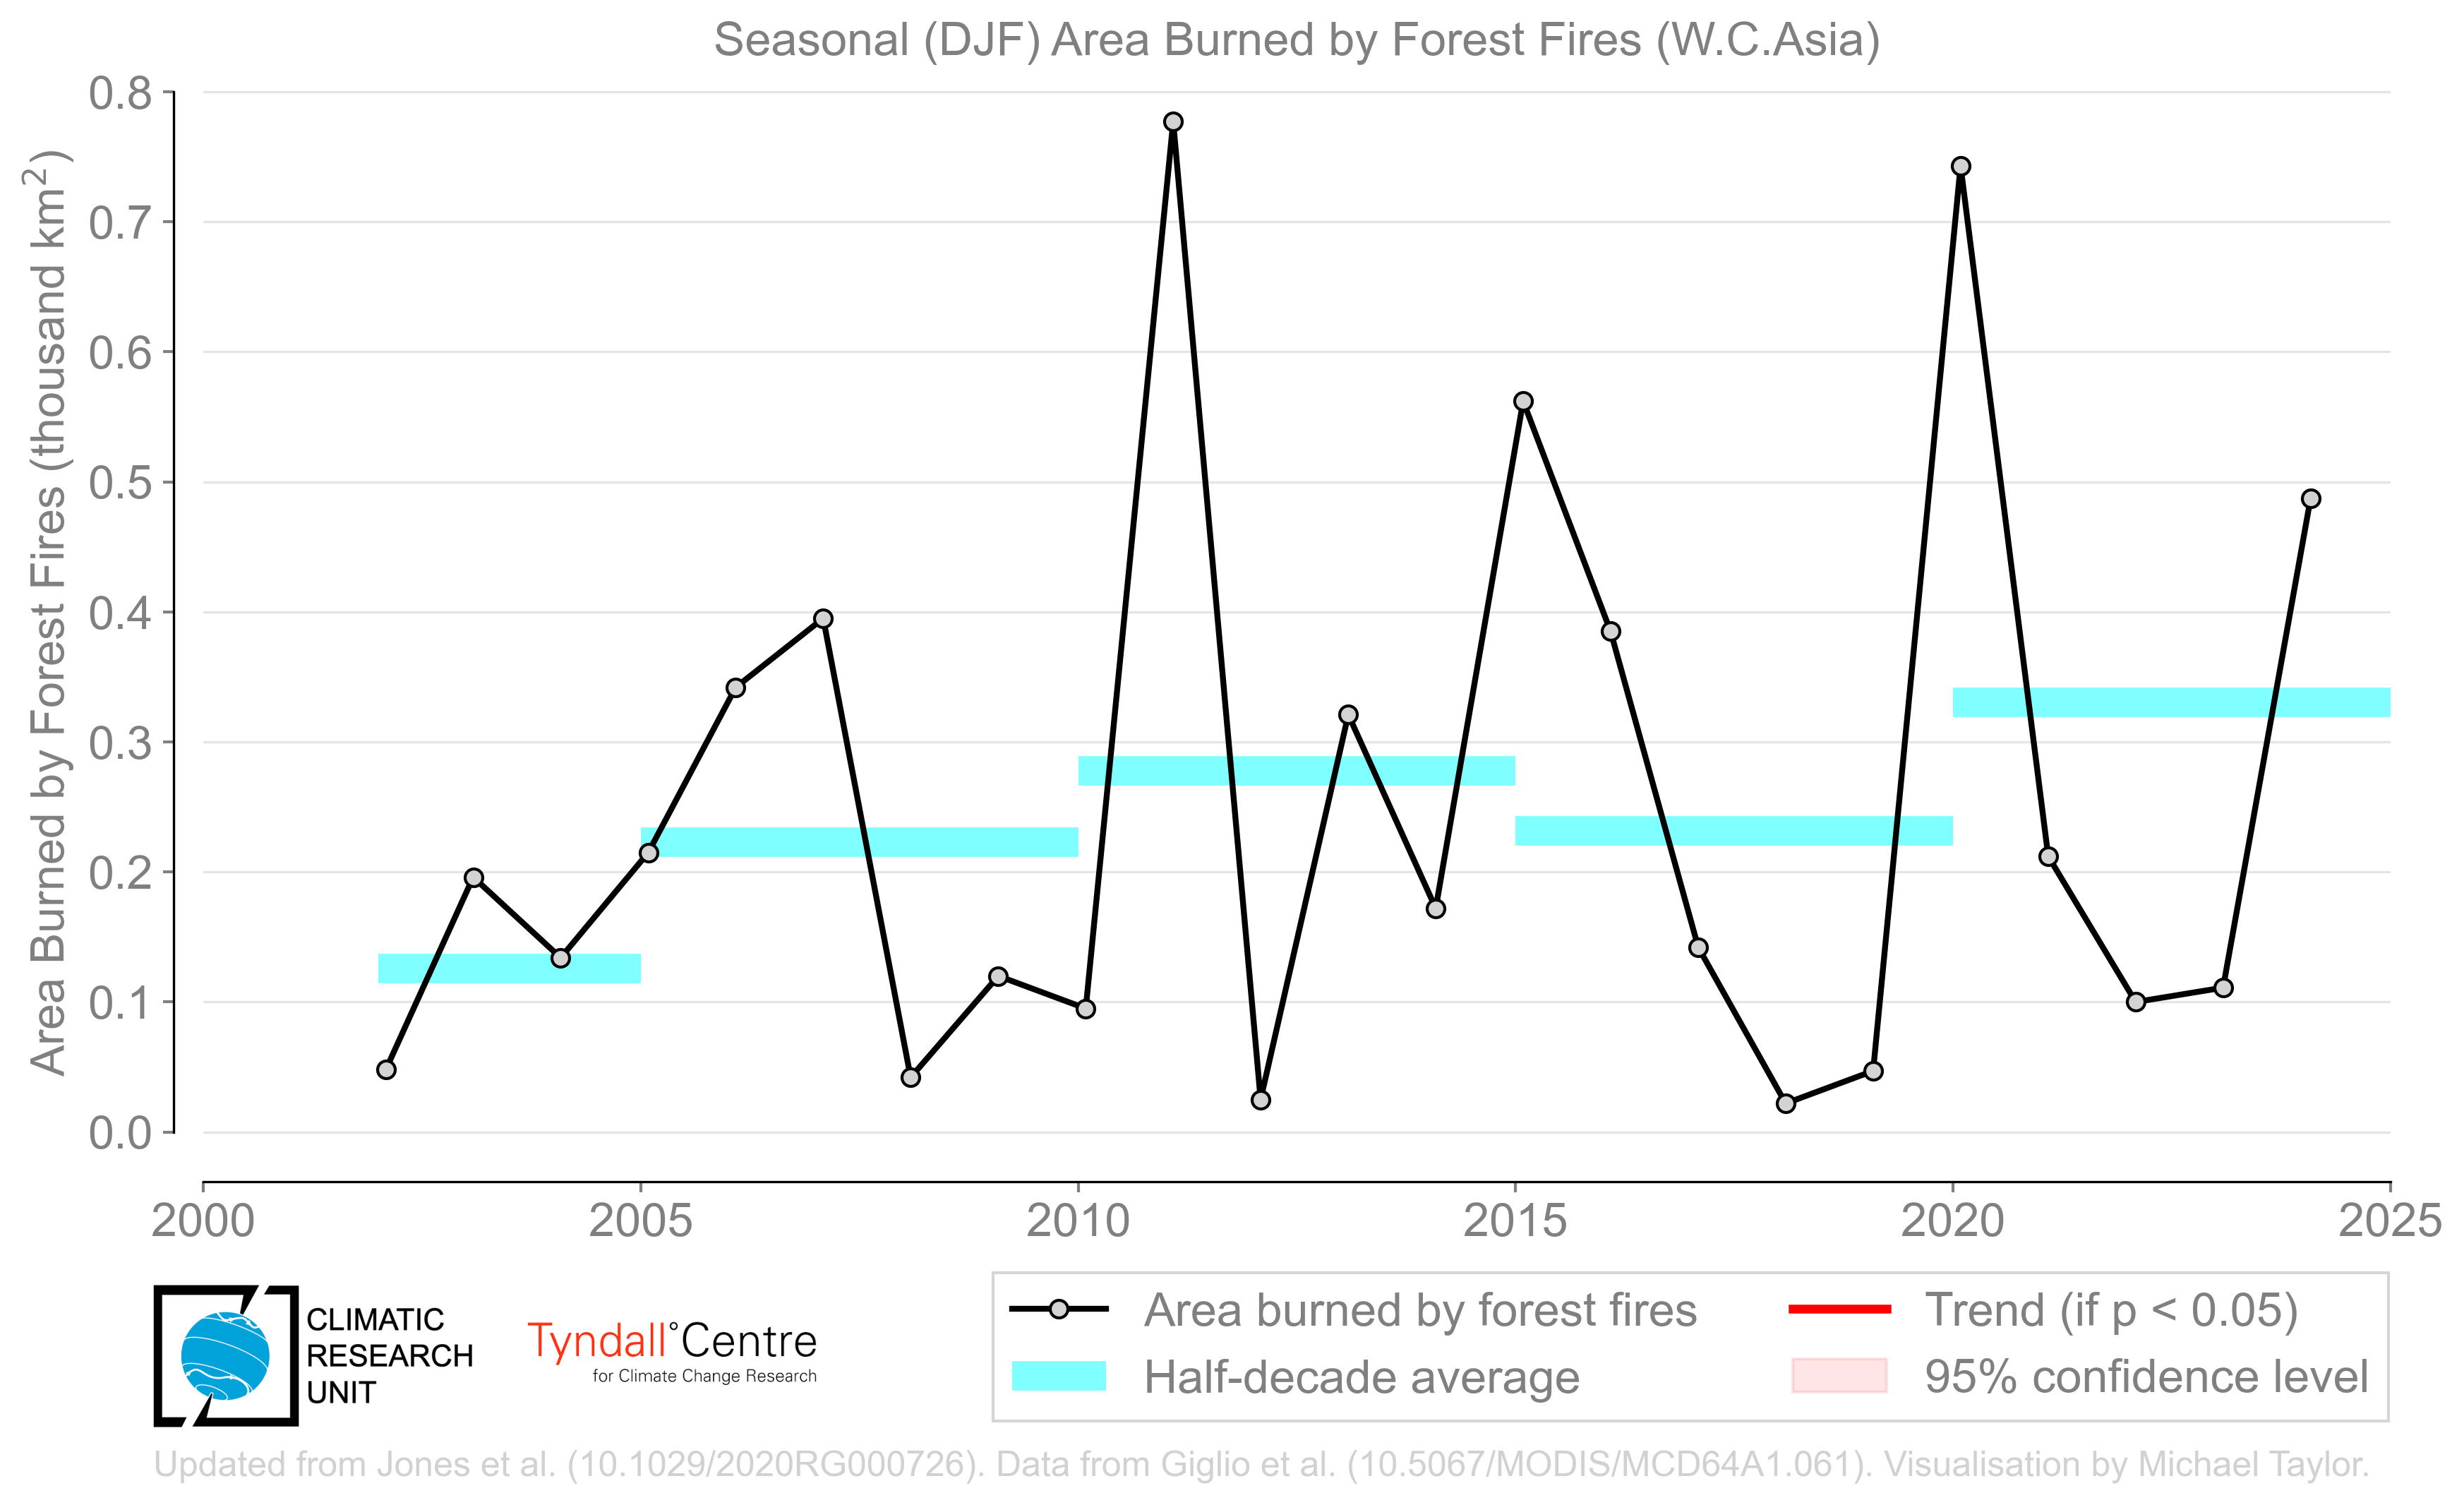 Seasonal (DJF) Area Burned by Forest Fires (W.C.Asia)
Area Burned by Forest Fires (thousand km²)
0.8
0.7
0.6
0.5
0.4
0.3
0.2
0.1
0.0
2000 2005 2010 2015 2020 2025
CLIMATIC
RESEARCH
UNIT
Tyndall°Centre
for Climate Change Research
Area burned by forest fires
Half-decade average
Trend (if p < 0.05)
95% confidence level
Updated from Jones et al. (10.1029/2020RG000726). Data from Giglio et al. (10.5067/MODIS/MCD64A1.061). Visualisation by Michael Taylor.